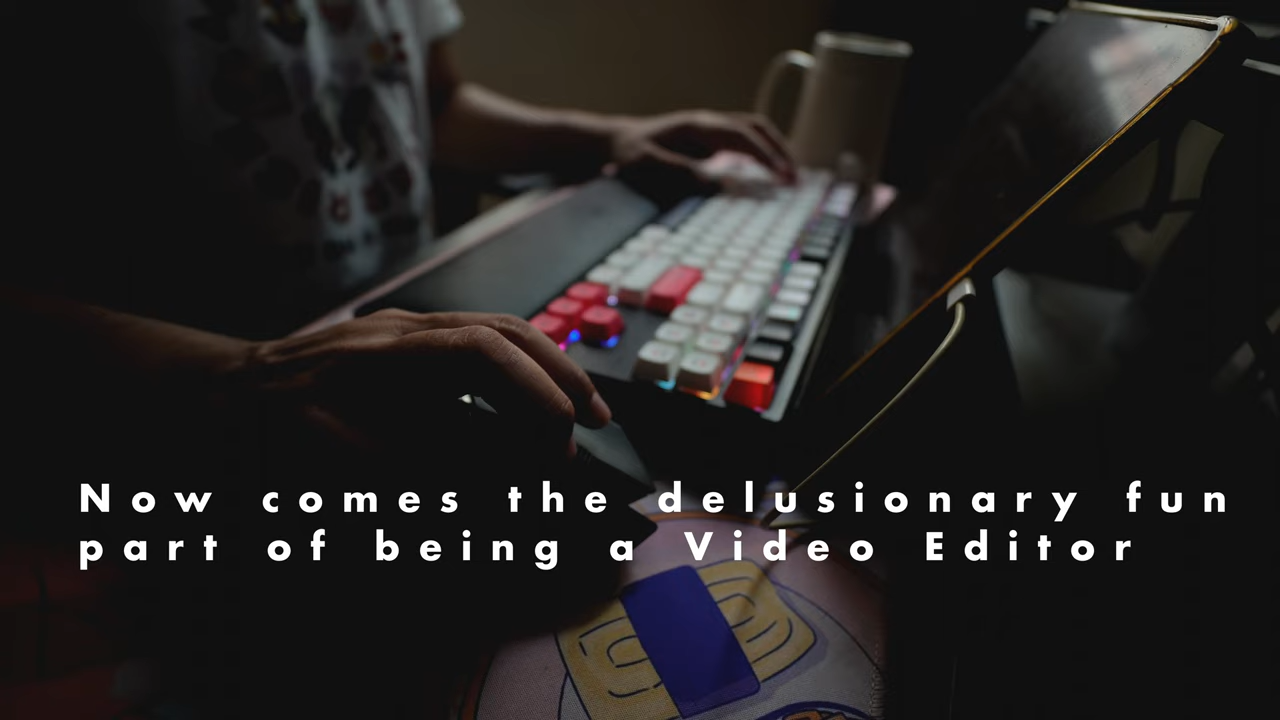 Now comes the delusionary fun
part of being a Video Editor